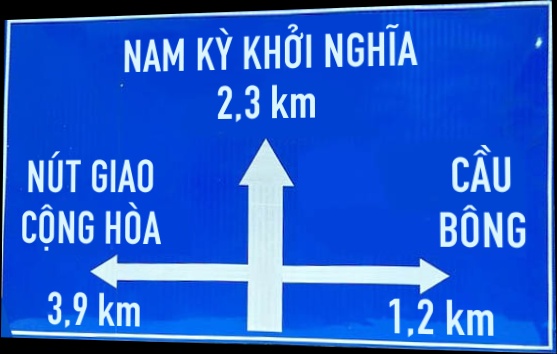 NAM KỲ KHỞI NGHĨA
2,3 km
NÚT GIAO
CỘNG HÒA
3,9 km
CẦU
BÔNG
1,2 km